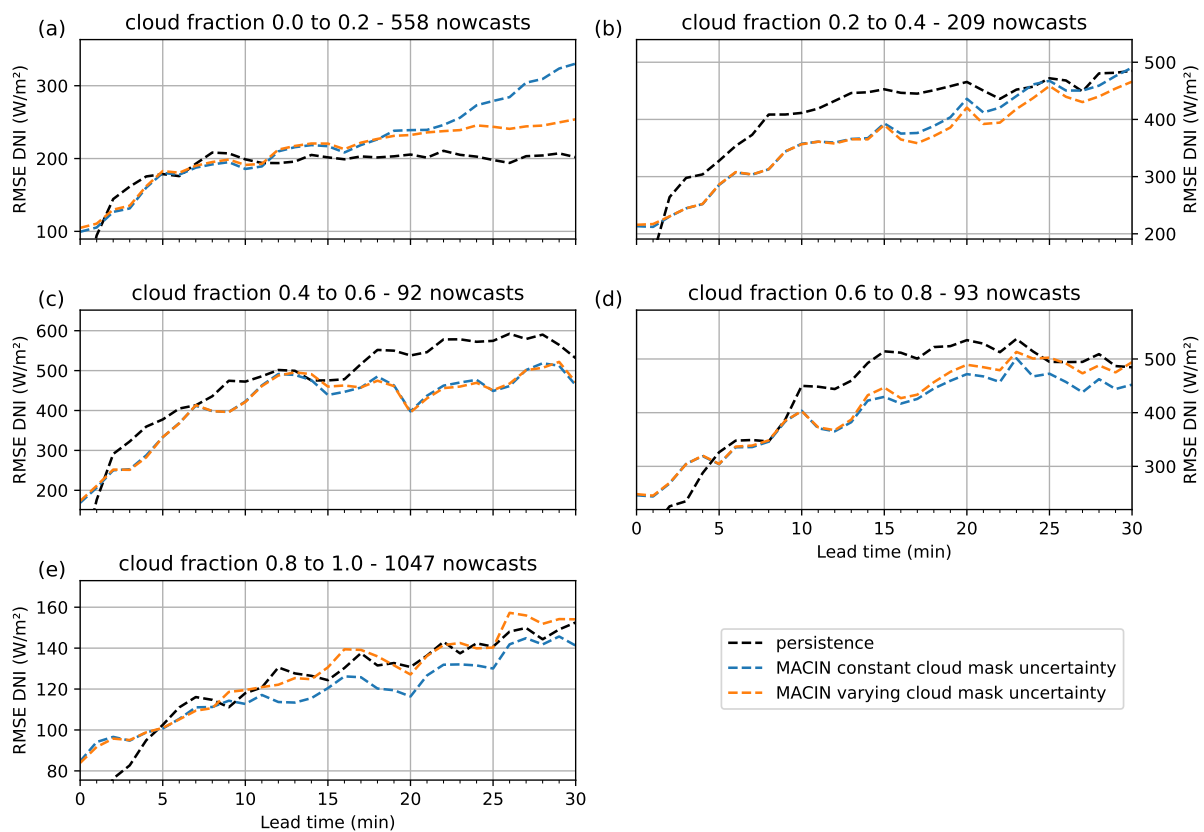 (a)
cloud fraction 0.0 to 0.2 - 558 nowcasts
RMSE DNI (W/m²)
300
200
100
(b)
cloud fraction 0.2 to 0.4 - 209 nowcasts
500
400
300
200
RMSE DNI (W/m²)
(c)
cloud fraction 0.4 to 0.6 - 92 nowcasts
RMSE DNI (W/m²)
600
500
400
300
200
(d)
cloud fraction 0.6 to 0.8 - 93 nowcasts
500
400
300
RMSE DNI (W/m²)
0 5 10 15 20 25 30
Lead time (min)
(e)
cloud fraction 0.8 to 1.0 - 1047 nowcasts
RMSE DNI (W/m²)
160
140
120
100
80
0 5 10 15 20 25 30
Lead time (min)
persistence
MACIN constant cloud mask uncertainty
MACIN varying cloud mask uncertainty